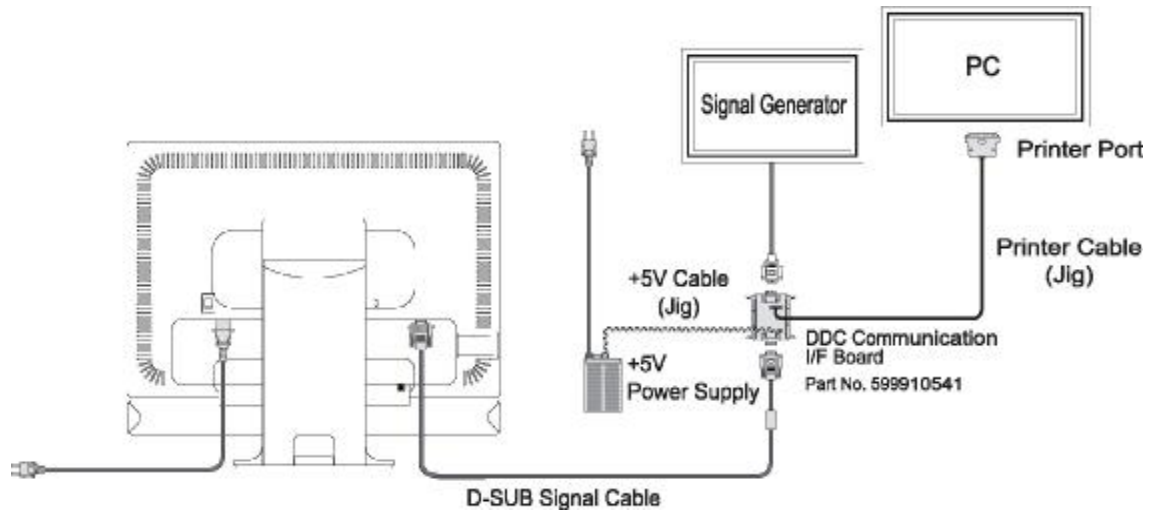 PC
Signal Generator
Printer Port
Printer Cable
(Jig)
+5V Cable
(Jig)
DDC Communication
I/F Board
Part No. 599910541
+5V
Power Supply
D-SUB Signal Cable